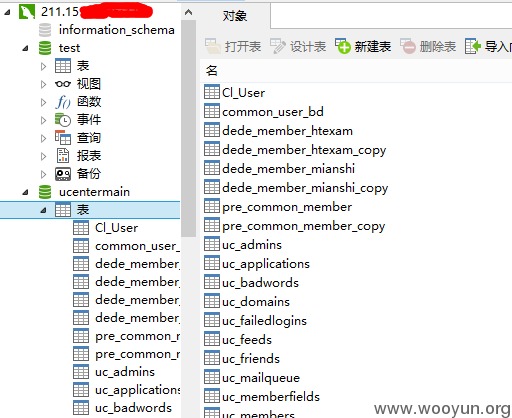 211.15
information_schema
test
表
视图
函数
事件
查询
报表
备份
ucentermain
表
Cl_User
common_user_
dede_member_
dede_member_
dede_member_
dede_member_
pre_common_r
pre_common_r
uc_admins
uc_applications
uc_badwords
对象
打开表
设计表
新建表
删除表
导入
名
Cl_User
common_user_bd
dede_member_htexam
dede_member_htexam_copy
dede_member_mianshi
dede_member_mianshi_copy
pre_common_member
pre_common_member_copy
uc_admins
uc_applications
uc_badwords
uc_domains
uc_failedlogins
uc_feeds
uc_friends
uc_mailqueue
uc_memberfields
uc_members
www.wooyun.org